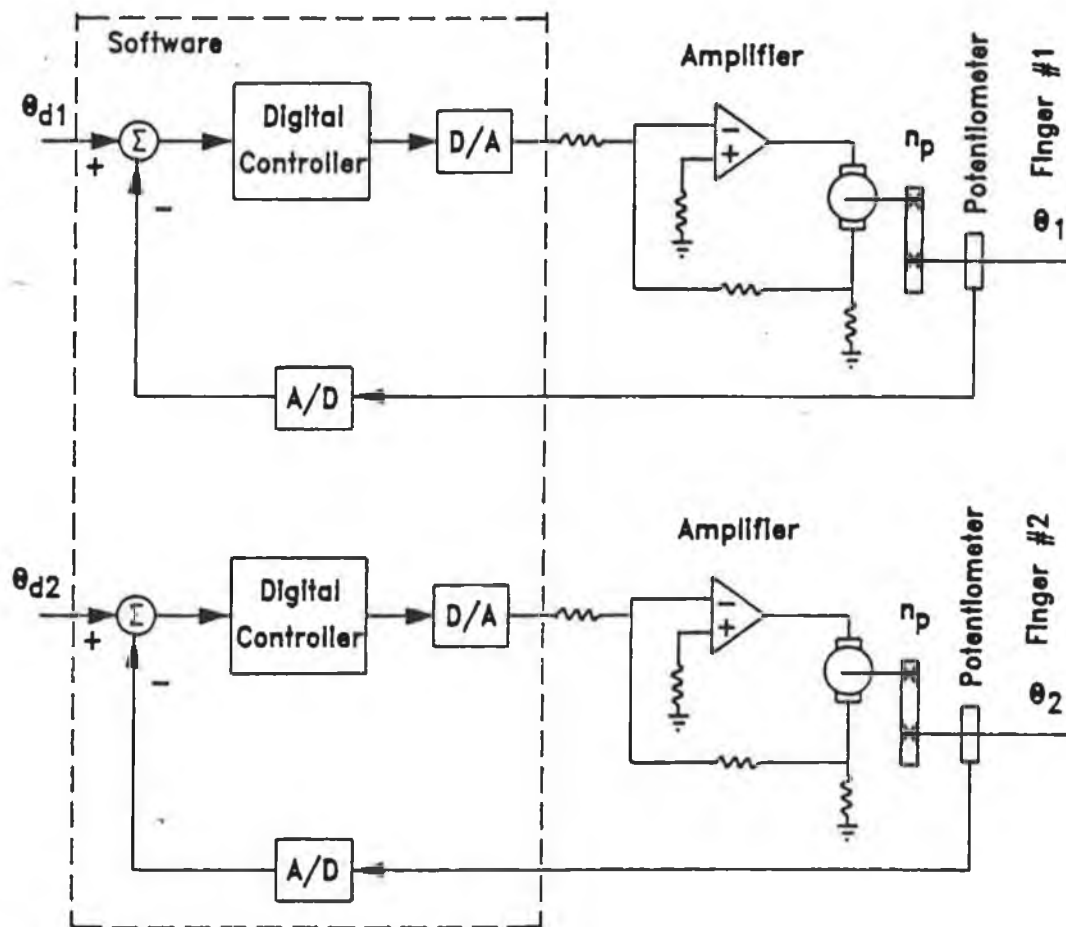 Software
Amplifier
Potentiometer
Finger #1
θd1
Σ
+
−
Digital
Controller
D/A
−
+
np
θ1
A/D
Amplifier
Potentiometer
Finger #2
θd2
Σ
+
−
Digital
Controller
D/A
−
+
np
θ2
A/D